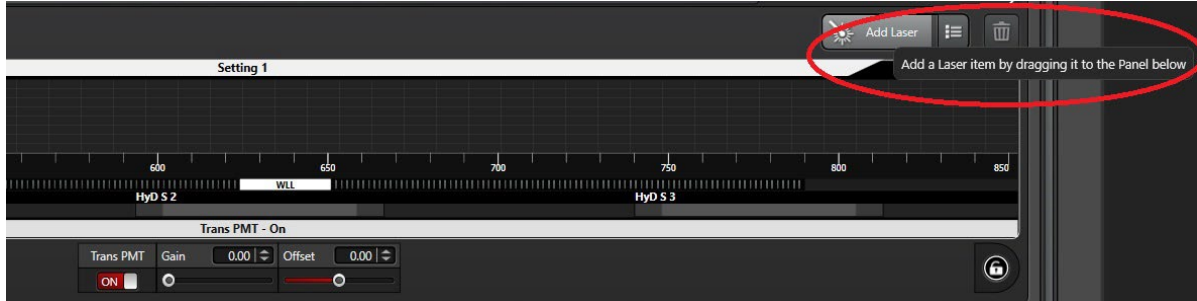 Add Laser
Setting 1
Add a Laser item by dragging it to the Panel below
600 650 700 750 800 850
WLL
HyD S 2 HyD S 3
Trans PMT - On
Trans PMT Gain 0.00 Offset 0.00
ON